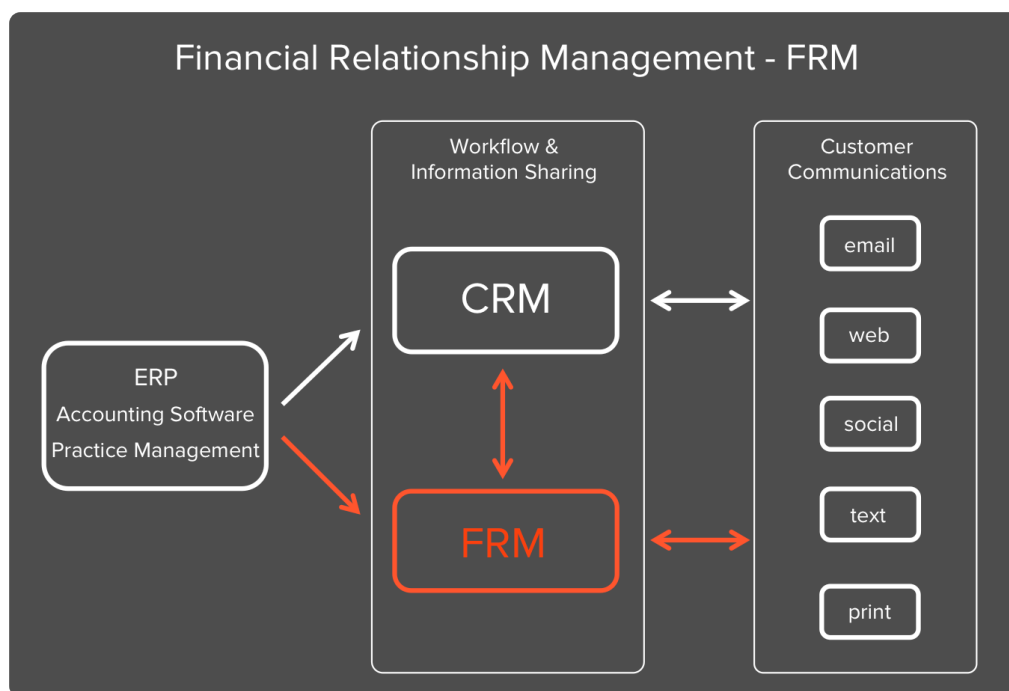 Financial Relationship Management - FRM
Workflow &
Information Sharing
CRM
FRM
ERP
Accounting Software
Practice Management
Customer
Communications
email
web
social
text
print